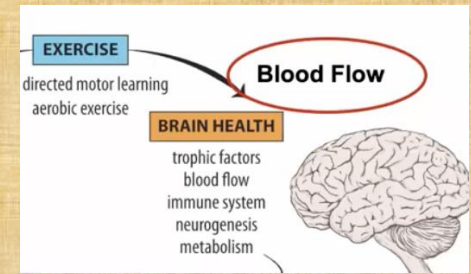 EXERCISE
directed motor learning
aerobic exercise
Blood Flow
BRAIN HEALTH
trophic factors
blood flow
immune system
neurogenesis
metabolism